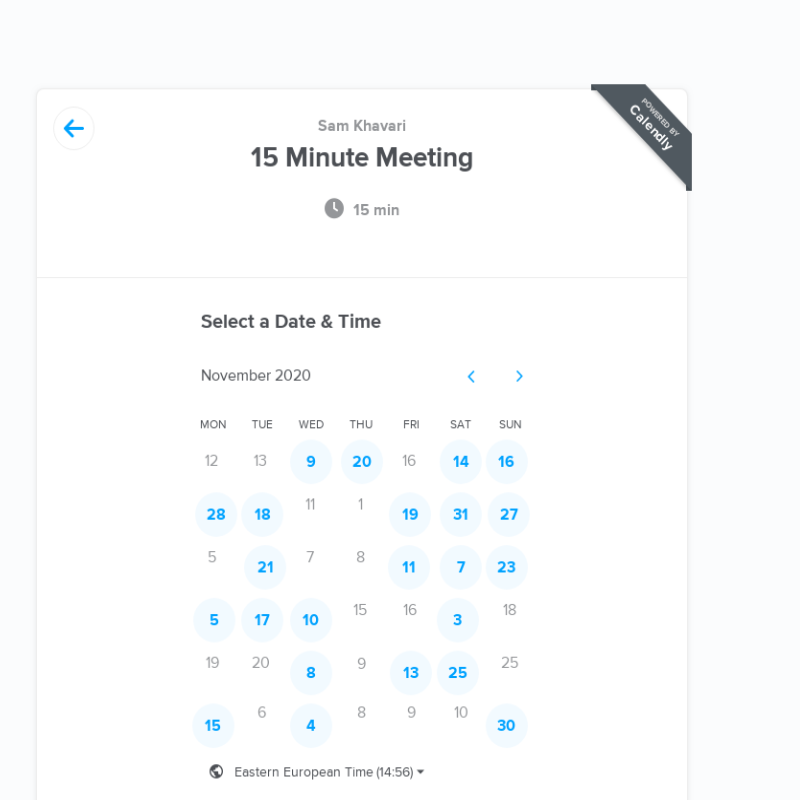 POWERED BY
Calendly
Sam Khavari
15 Minute Meeting
15 min
Select a Date & Time
November 2020
MON TUE WED THU FRI SAT SUN
12 13 9 20 16 14 16
28 18 11 1 19 31 27
5 21 7 8 11 7 23
5 17 10 15 16 3 18
19 20 8 9 13 25 25
15 6 4 8 9 10 30
Eastern European Time (14:56)